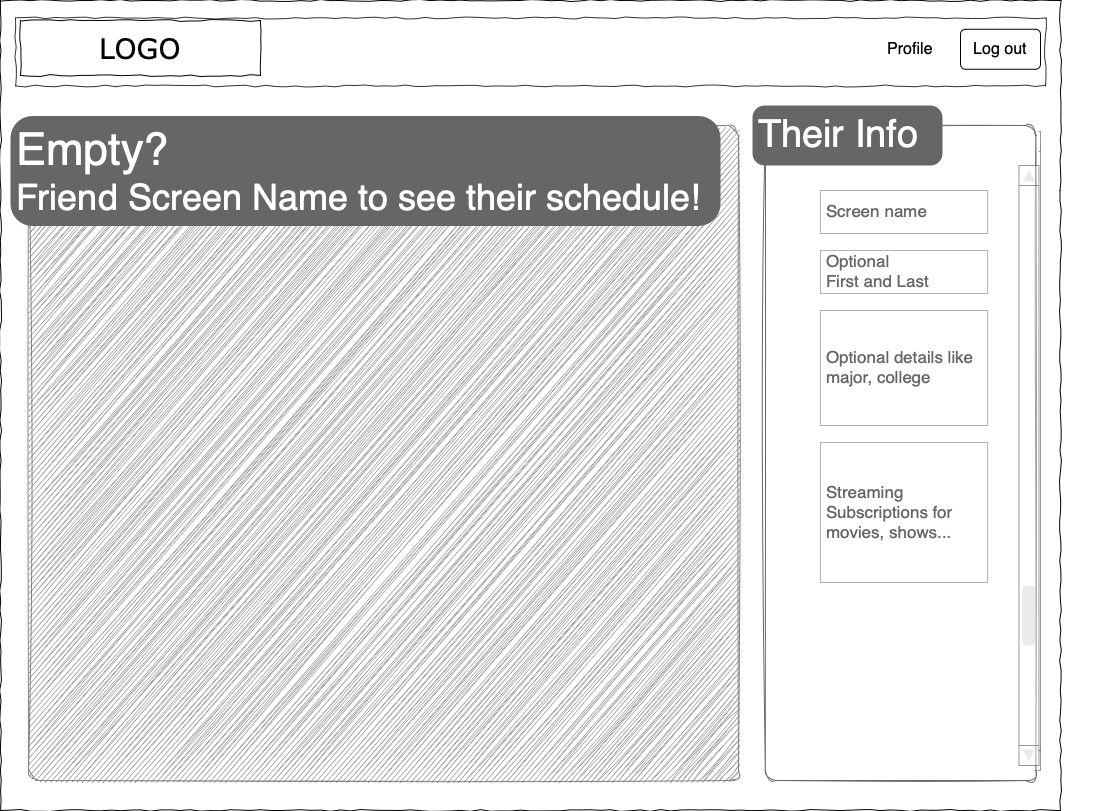 LOGO
Profile
Log out
Empty?
Friend Screen Name to see their schedule!
Their Info
Screen name
Optional
First and Last
Optional details like
major, college
Streaming
Subscriptions for
movies, shows...